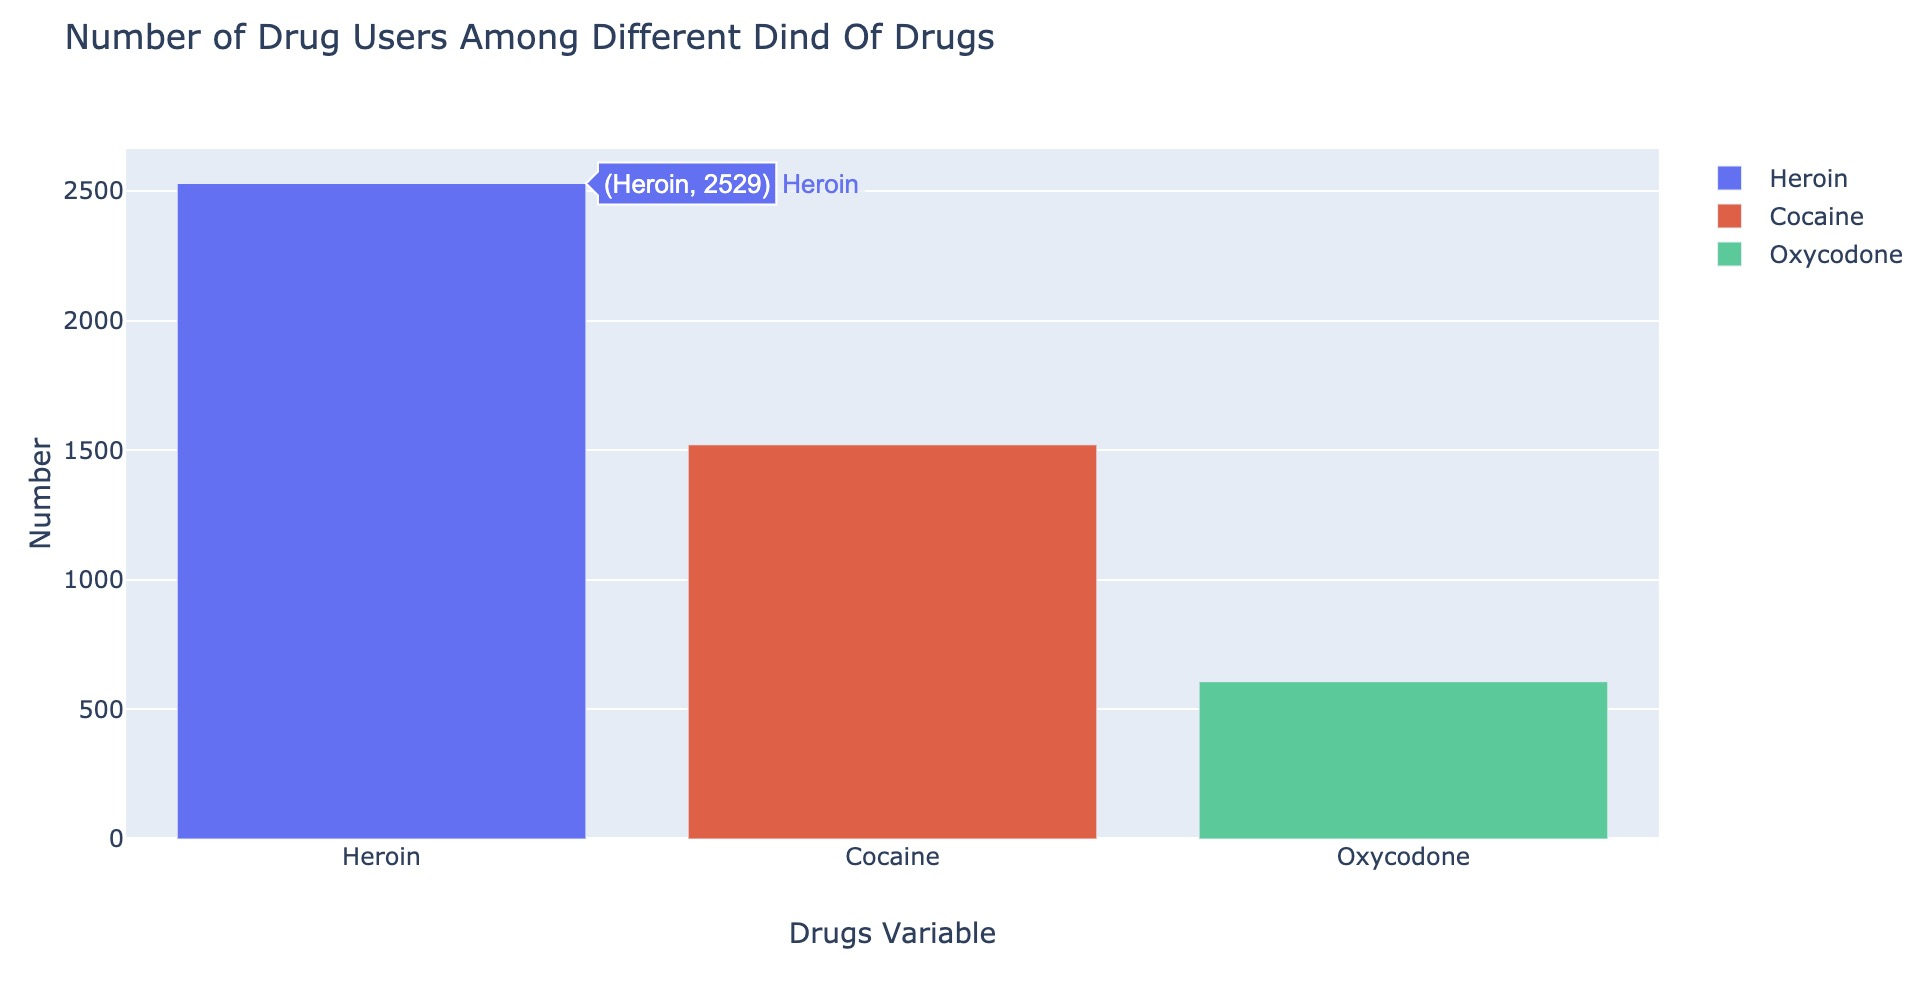 Number of Drug Users Among Different Dind Of Drugs
(Heroin, 2529) Heroin
Heroin
Cocaine
Oxycodone
2500
2000
1500
1000
500
0
Number
Heroin
Cocaine
Oxycodone
Drugs Variable